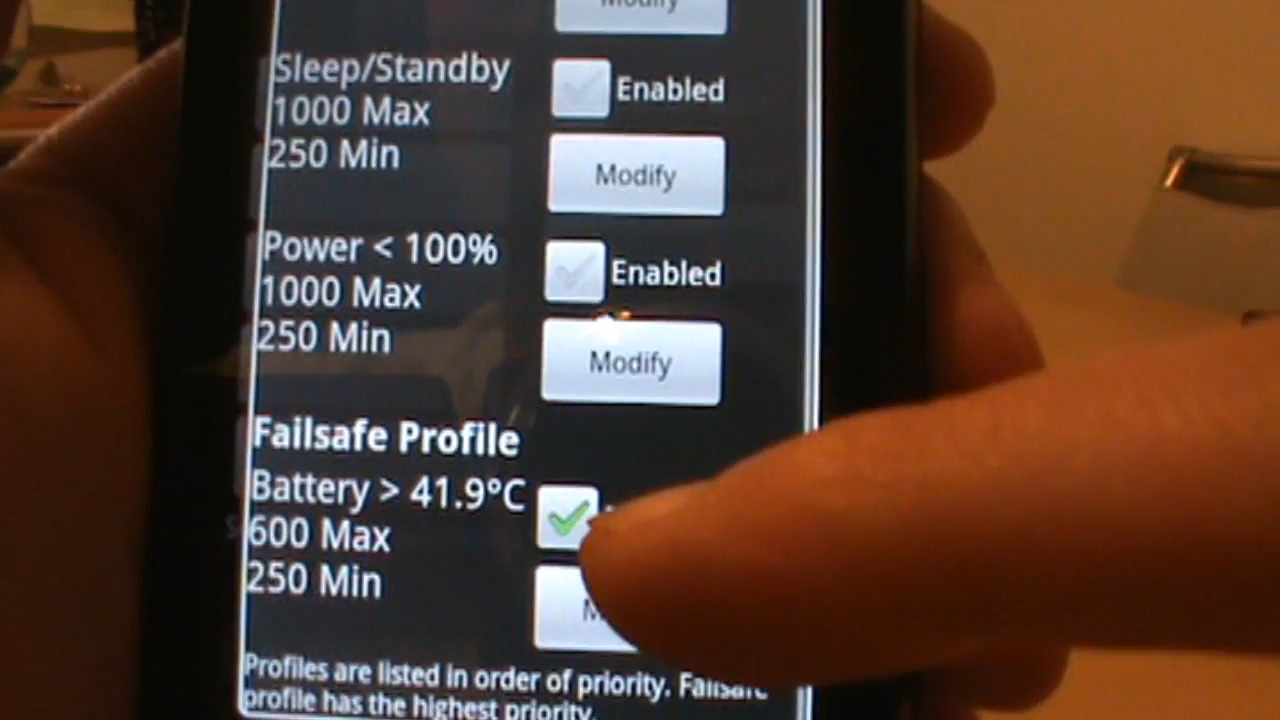 Modify
Sleep/Standby
1000 Max
250 Min
Enabled
Modify
Power < 100%
1000 Max
250 Min
Enabled
Modify
Failsafe Profile
Battery > 41.9°C
600 Max
250 Min
Profiles are listed in order of priority. Failsafe
profile has the highest priority.